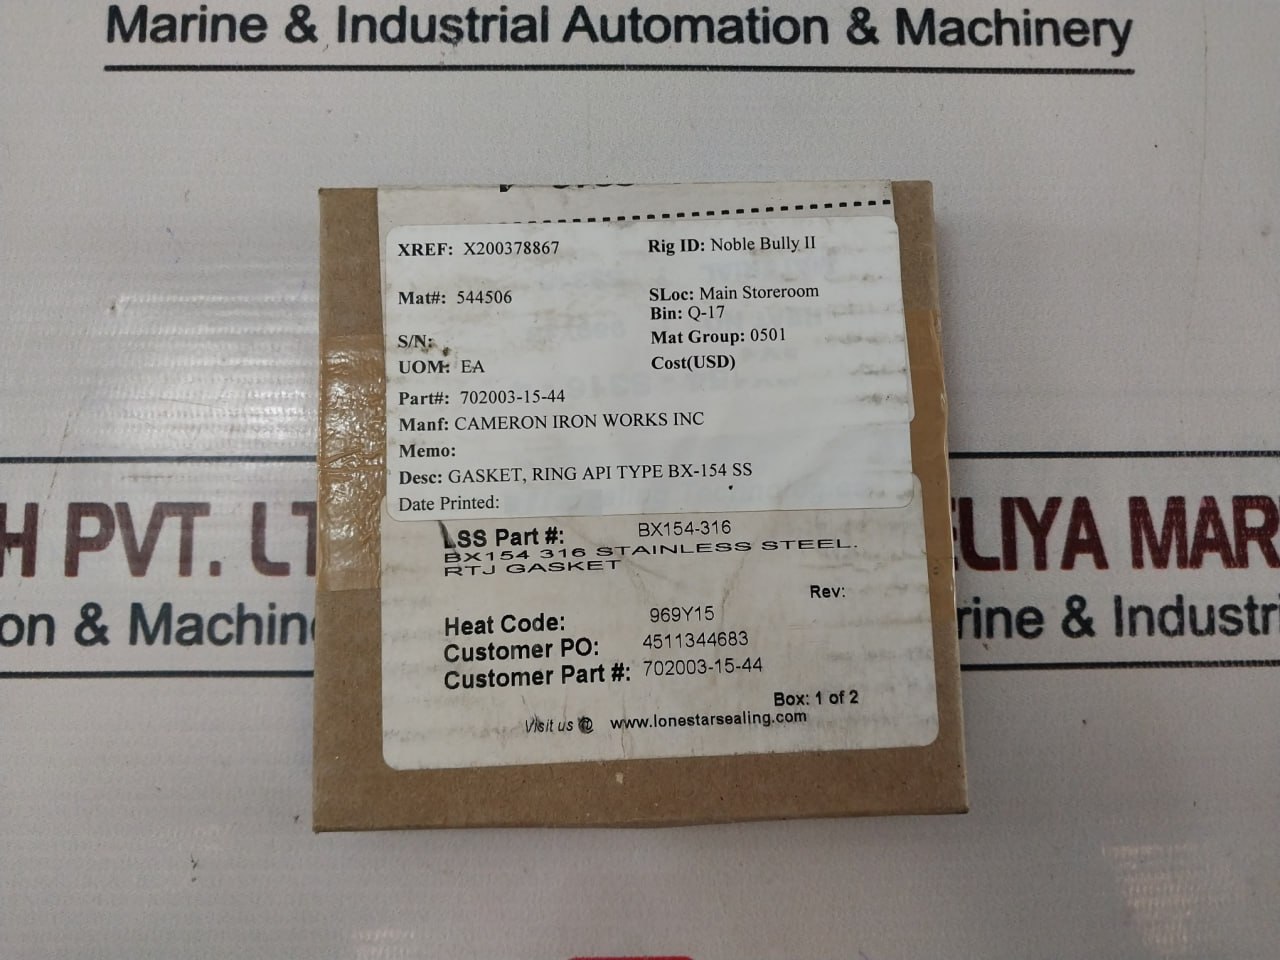 Marine & Industrial Automation & Machinery
XREF: X200378867
Rig ID: Noble Bully II
Mat#: 544506
SLoc: Main Storeroom
Bin: Q-17
S/N:
Mat Group: 0501
UOM: EA
Cost(USD)
Part#: 702003-15-44
Manf: CAMERON IRON WORKS INC
Memo:
Desc: GASKET, RING API TYPE BX-154 SS
Date Printed:
LSS Part #: BX154-316
BX154 316 STAINLESS STEEL.
RTJ GASKET
Rev:
Heat Code: 969Y15
Customer PO: 4511344683
Customer Part #: 702003-15-44
Box: 1 of 2
Visit us @ www.lonestarsealing.com
H PVT. LT
ELIYA MAR
on & Machin
rine & Industri